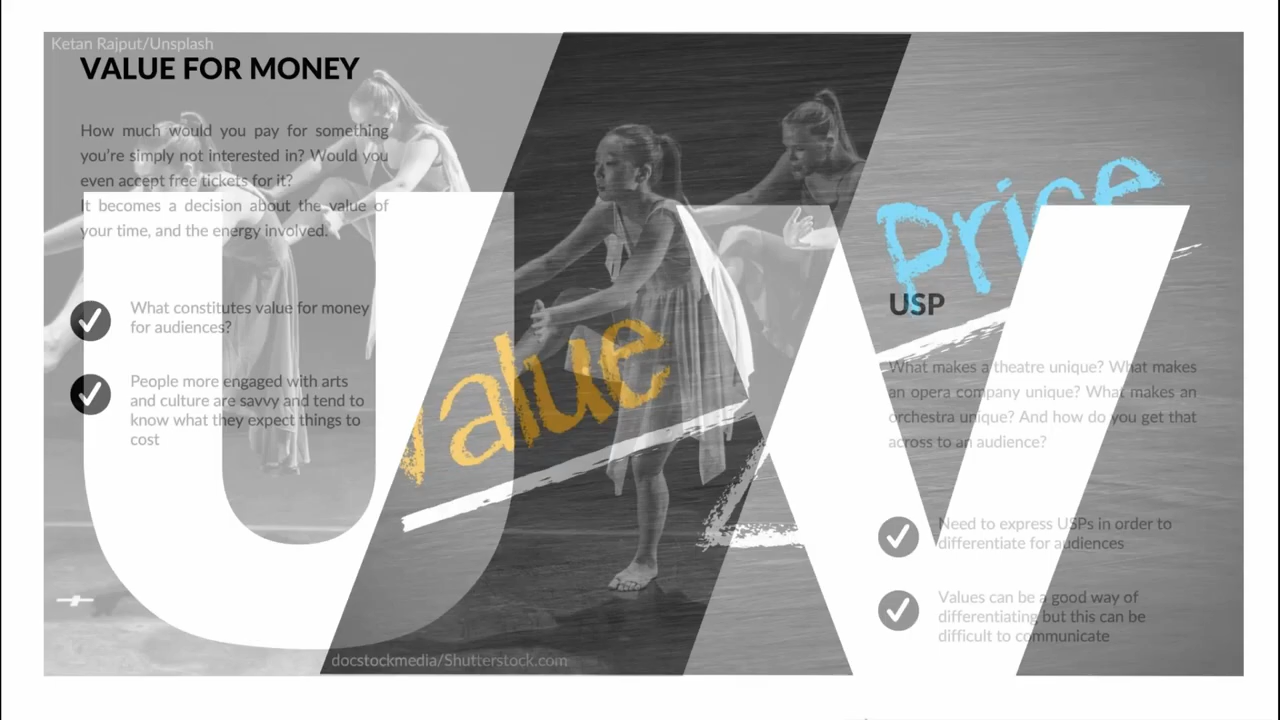 Ketan Rajput/Unsplash
VALUE FOR MONEY
How much would you pay for something
you're simply not interested in? Would you
even accept free tickets for it?
It becomes a decision about the value of
your time, and the energy involved.
What constitutes value for money
for audiences?
People more engaged with arts
and culture are savvy and tend to
know what they expect things to
cost
U
value
docstockmedia/Shutterstock.com
V
Price
USP
What makes a theatre unique? What makes
an opera company unique? What makes an
orchestra unique? And how do you get that
across to an audience?
Need to express USPs in order to
differentiate for audiences
Values can be a good way of
differentiating but this can be
difficult to communicate